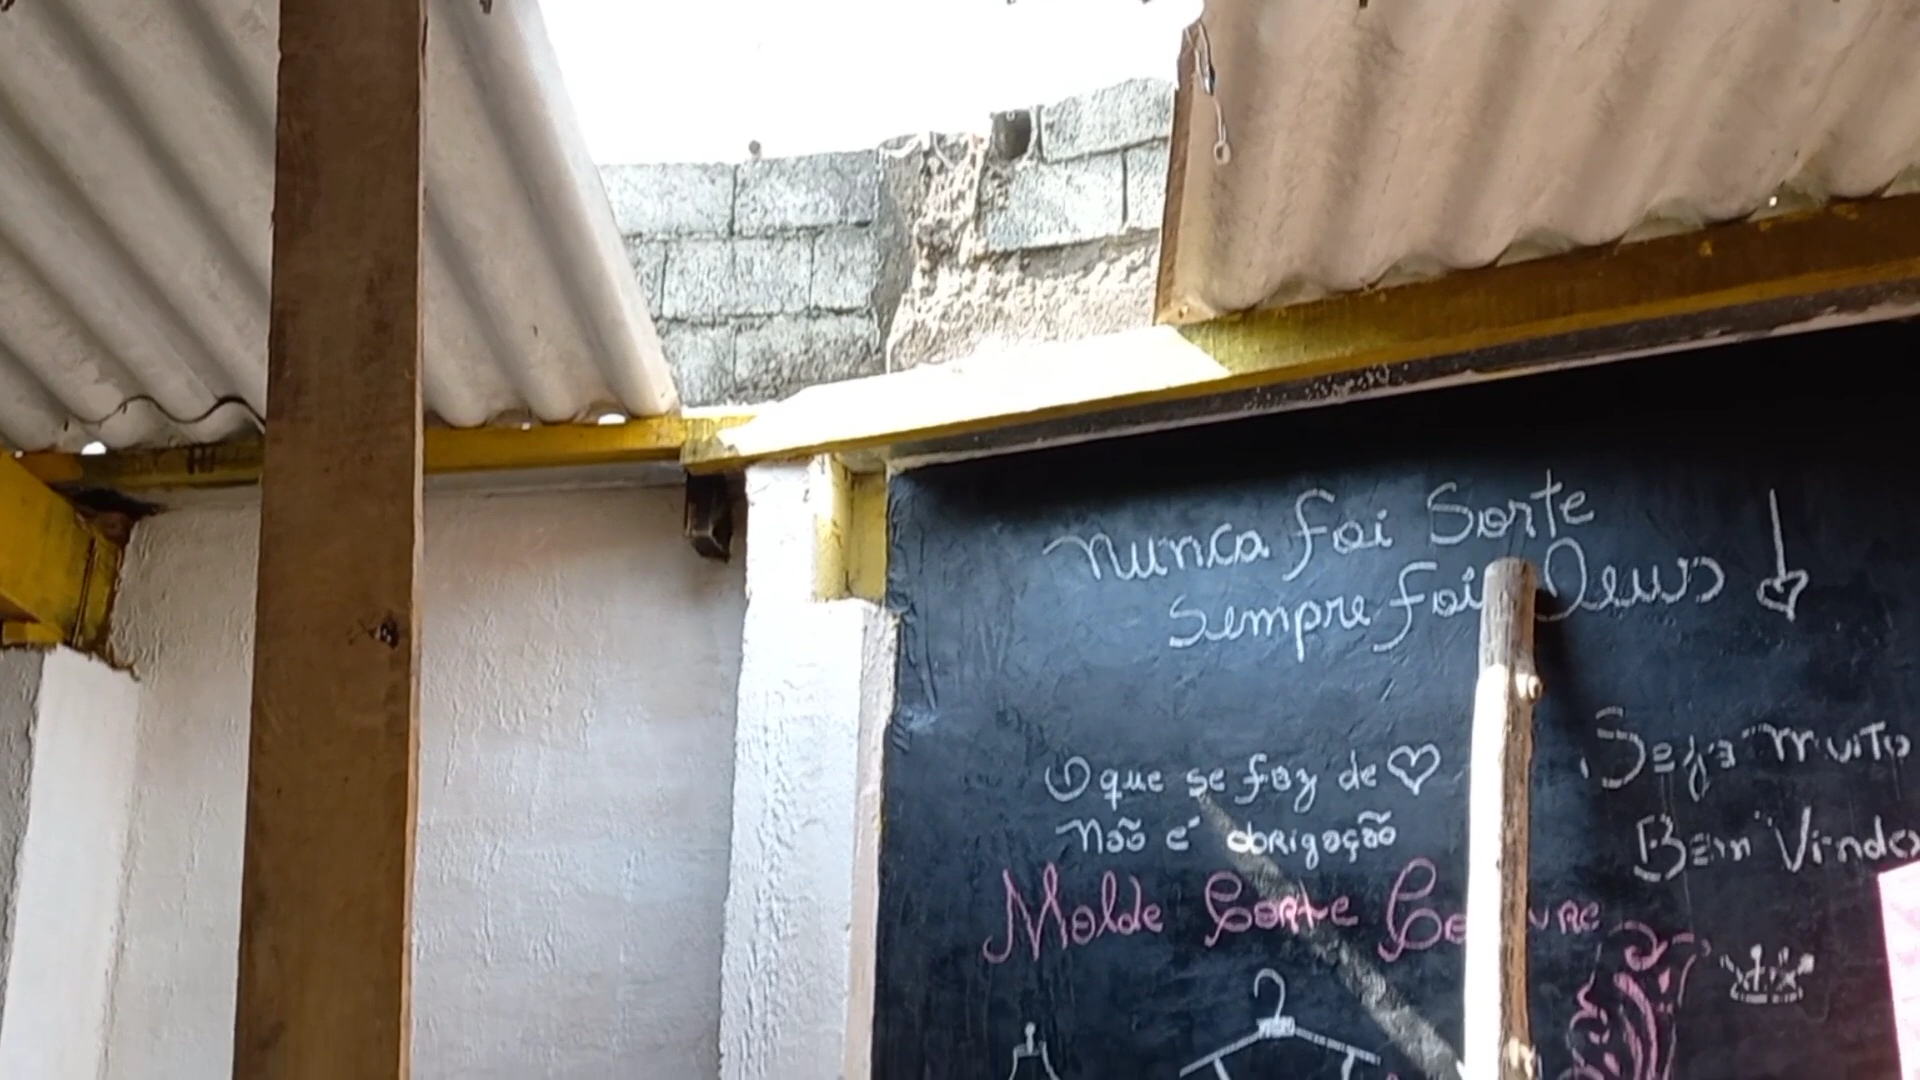 Nunca foi Sorte
Sempre foi Deus
O que se faz de
Não é obrigação
Seja muito
Bem Vindo
Molde Corte